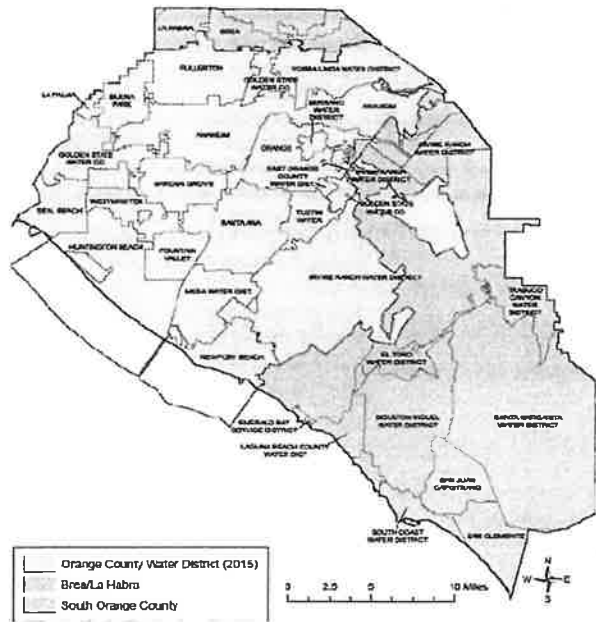 LA HABRA
BREA
FULLERTON
GOLDEN STATE
WATER CO.
YORBA LINDA WATER DISTRICT
LA PALMA
BUENA
PARK
SERRANO
WATER
DISTRICT
ANAHEIM
ANAHEIM
ORANGE
IRVINE RANCH
WATER DISTRICT
GOLDEN STATE
WATER CO.
EAST ORANGE
COUNTY
WATER DIST.
WATER DISTRICT
GARDEN GROVE
GOLDEN STATE
WATER CO.
SEAL BEACH
WESTMINSTER
SANTA ANA
TUSTIN
WATER
HUNTINGTON BEACH
FOUNTAIN
VALLEY
IRVINE RANCH WATER DISTRICT
MESA WATER DIST.
TRABUCO
CANYON
WATER
DISTRICT
NEWPORT BEACH
EL TORO
WATER DISTRICT
EMERALD BAY
SERVICE DISTRICT
MOULTON NIGUEL
WATER DISTRICT
SANTA MARGARITA
WATER DISTRICT
LAGUNA BEACH COUNTY
WATER DIST
SAN JUAN
CAPISTRANO
SOUTH COAST
WATER DISTRICT
SAN CLEMENTE
Orange County Water District (2015)
Brea/La Habra
South Orange County
0 2.5 5 10 Miles
N
W E
S